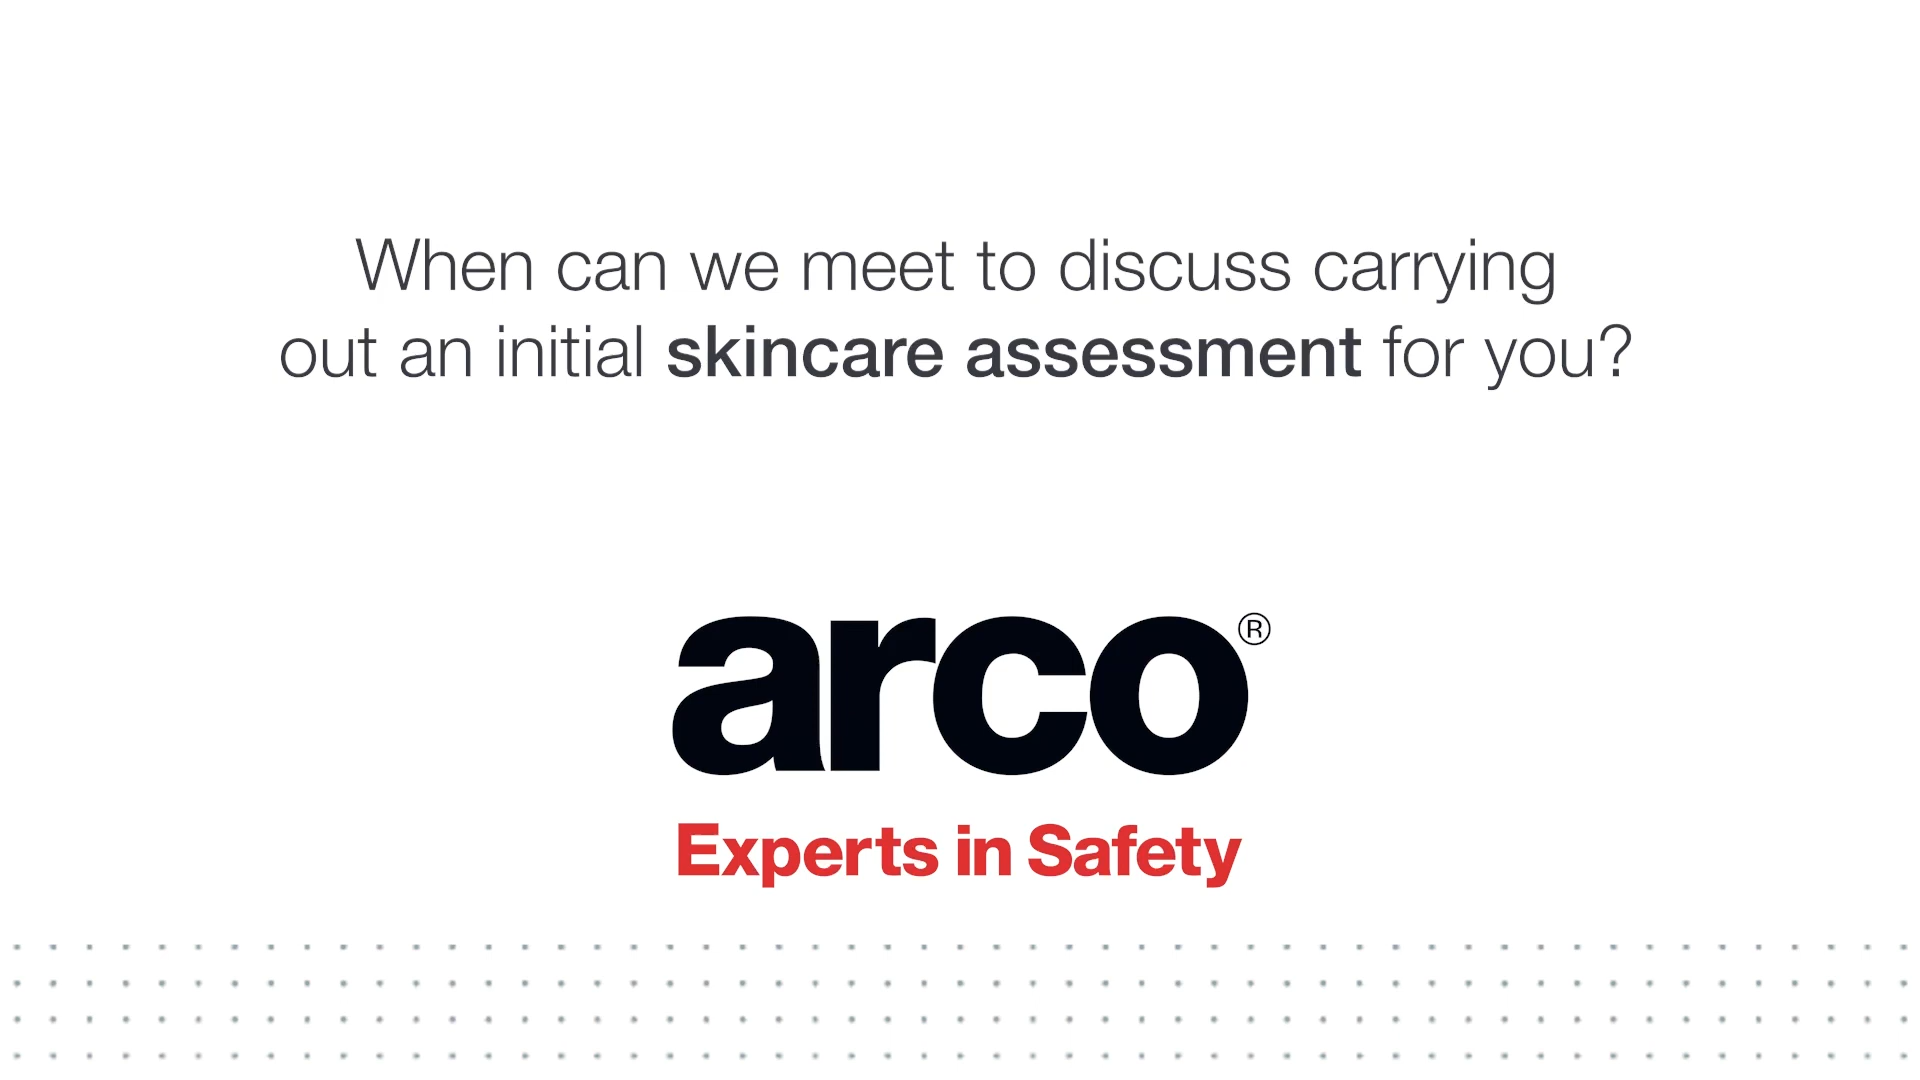 When can we meet to discuss carrying
out an initial skincare assessment for you?
arco®
Experts in Safety